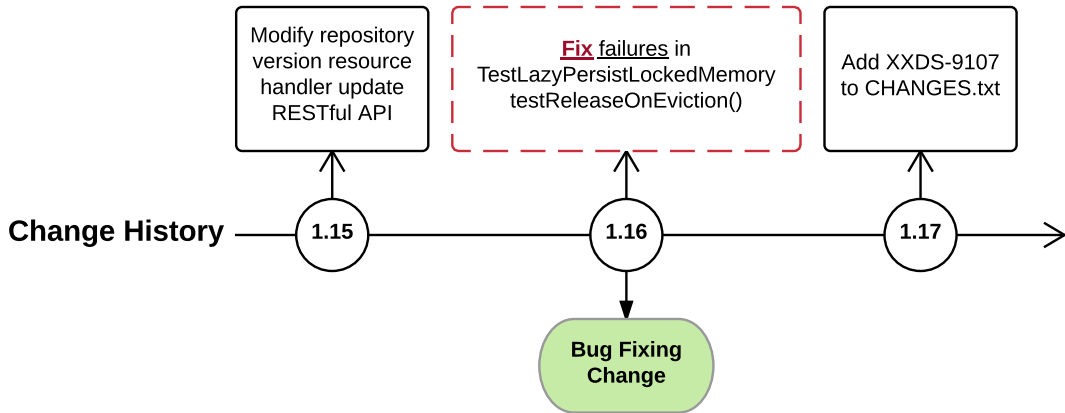 Modify repository
version resource
handler update
RESTful API
Fix failures in
TestLazyPersistLockedMemory
testReleaseOnEviction()
Add XXDS-9107
to CHANGES.txt
Change History
1.15
1.16
1.17
Bug Fixing
Change